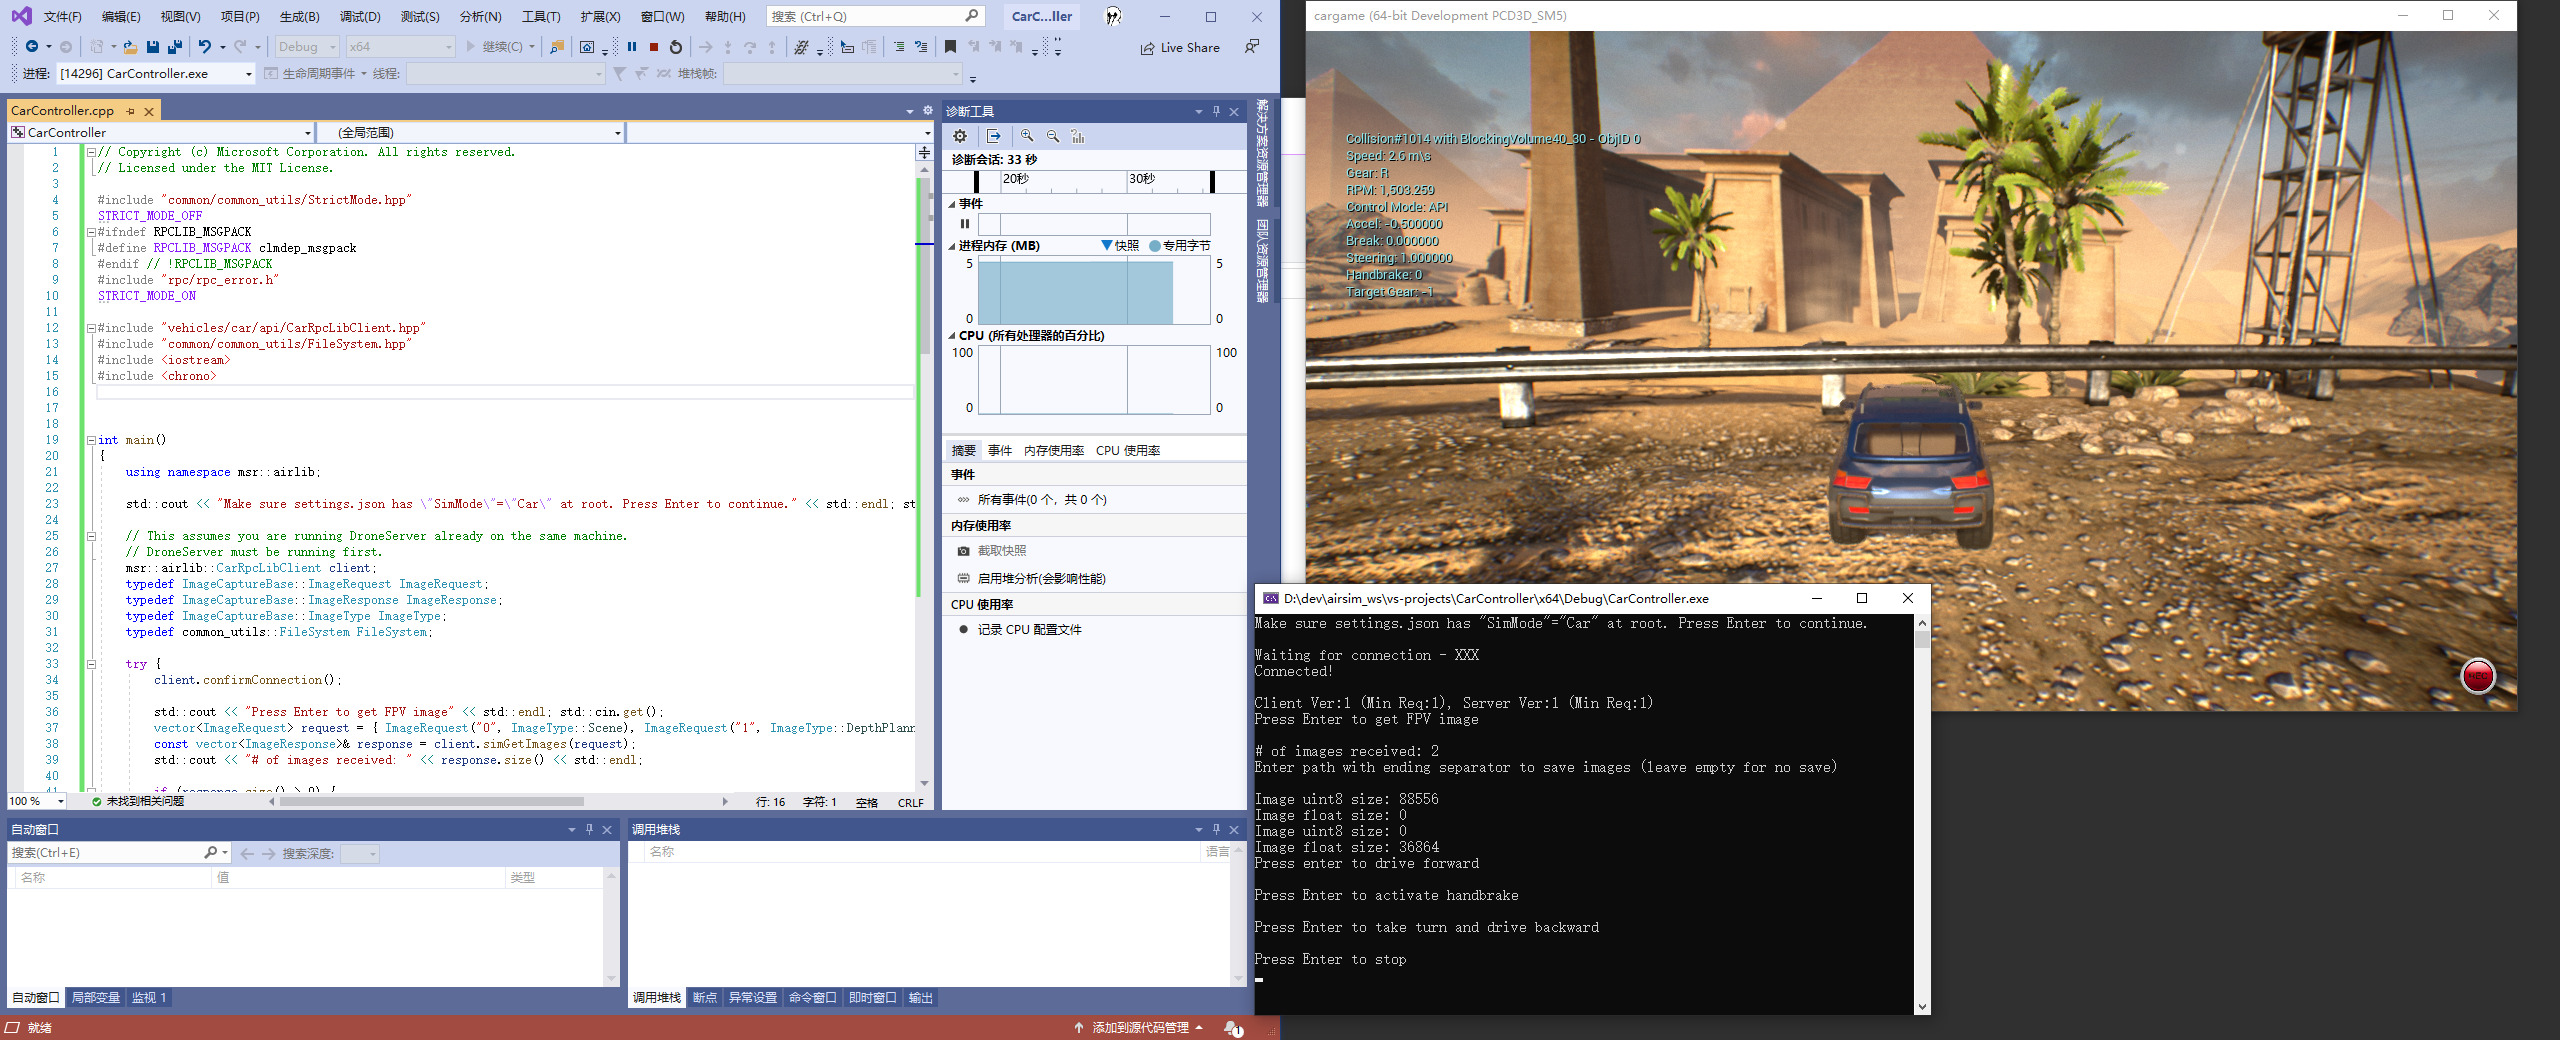 文件(F) 编辑(E) 视图(V) 项目(P) 生成(B) 调试(D) 测试(S) 分析(N) 工具(T) 扩展(X) 窗口(W) 帮助(H) 搜索 (Ctrl+Q) CarC...ller
Debug x64 继续(C) Live Share
进程: [14296] CarController.exe 生命周期事件 线程: 堆栈帧:
CarController.cpp
CarController (全局范围)
1 // Copyright (c) Microsoft Corporation. All rights reserved.
2 // Licensed under the MIT License.
3
4 #include "common/common_utils/StrictMode.hpp"
5 STRICT_MODE_OFF
6 #ifndef RPCLIB_MSGPACK
7 #define RPCLIB_MSGPACK clmdep_msgpack
8 #endif // !RPCLIB_MSGPACK
9 #include "rpc/rpc_error.h"
10 STRICT_MODE_ON
11
12 #include "vehicles/car/api/CarRpcLibClient.hpp"
13 #include "common/common_utils/FileSystem.hpp"
14 #include <iostream>
15 #include <chrono>
16
17
18
19 int main()
20 {
21 using namespace msr::airlib;
22
23 std::cout << "Make sure settings.json has \"SimMode\"=\"Car\" at root. Press Enter to continue." << std::endl; st
24
25 // This assumes you are running DroneServer already on the same machine.
26 // DroneServer must be running first.
27 msr::airlib::CarRpcLibClient client;
28 typedef ImageCaptureBase::ImageRequest ImageRequest;
29 typedef ImageCaptureBase::ImageResponse ImageResponse;
30 typedef ImageCaptureBase::ImageType ImageType;
31 typedef common_utils::FileSystem FileSystem;
32
33 try {
34 client.confirmConnection();
35
36 std::cout << "Press Enter to get FPV image" << std::endl; std::cin.get();
37 vector<ImageRequest> request = { ImageRequest("0", ImageType::Scene), ImageRequest("1", ImageType::DepthPlann
38 const vector<ImageResponse>& response = client.simGetImages(request);
39 std::cout << "# of images received: " << response.size() << std::endl;
40
41 if (response.size() > 0) {
100 % 未找到相关问题 行: 16 字符: 1 空格 CRLF
诊断工具
诊断会话: 33 秒
20秒 30秒
事件
进程内存 (MB) 快照 专用字节
5 5
0 0
CPU (所有处理器的百分比)
100 100
0 0
摘要 事件 内存使用率 CPU 使用率
事件
所有事件(0 个，共 0 个)
内存使用率
截取快照
启用堆分析(会影响性能)
CPU 使用率
记录 CPU 配置文件
解决方案资源管理器
团队资源管理器
自动窗口
搜索(Ctrl+E) 搜索深度:
名称 值 类型
自动窗口 局部变量 监视 1
调用堆栈
名称 语言
调用堆栈 断点 异常设置 命令窗口 即时窗口 输出
就绪 添加到源代码管理 1
cargame (64-bit Development PCD3D_SM5)
Collision#1014 with BlockingVolume40_30 - ObjID 0
Speed: 2.6 m\s
Gear: R
RPM: 1,503.259
Control Mode: API
Accel: -0.500000
Break: 0.000000
Steering: 1.000000
Handbrake: 0
Target Gear: -1
REC
D:\dev\airsim_ws\vs-projects\CarController\x64\Debug\CarController.exe
Make sure settings.json has "SimMode"="Car" at root. Press Enter to continue.
Waiting for connection - XXX
Connected!
Client Ver:1 (Min Req:1), Server Ver:1 (Min Req:1)
Press Enter to get FPV image
# of images received: 2
Enter path with ending separator to save images (leave empty for no save)
Image uint8 size: 88556
Image float size: 0
Image uint8 size: 0
Image float size: 36864
Press enter to drive forward
Press Enter to activate handbrake
Press Enter to take turn and drive backward
Press Enter to stop